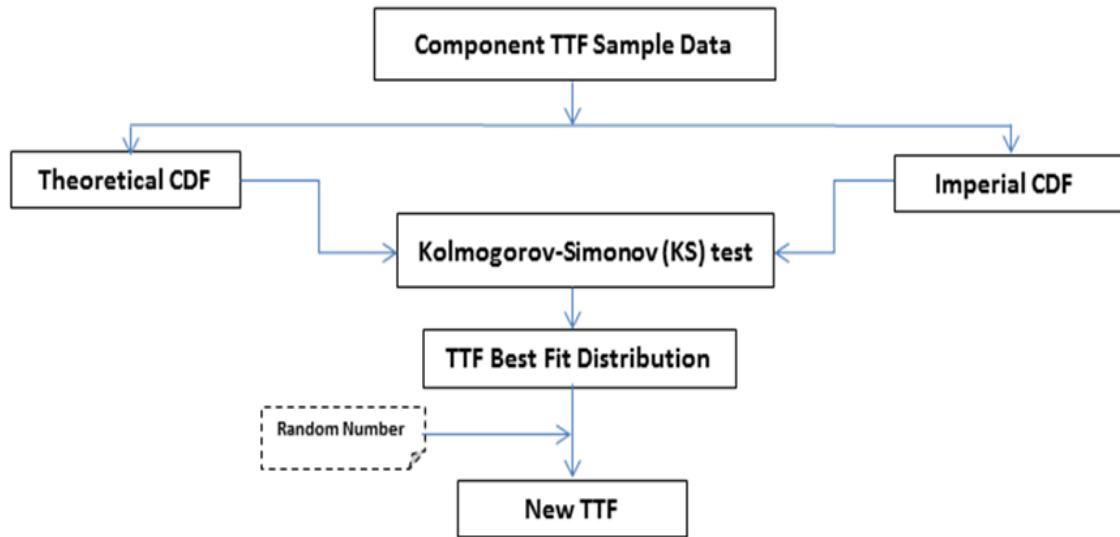 Component TTF Sample Data
Theoretical CDF
Imperial CDF
Kolmogorov-Simonov (KS) test
TTF Best Fit Distribution
Random Number
New TTF